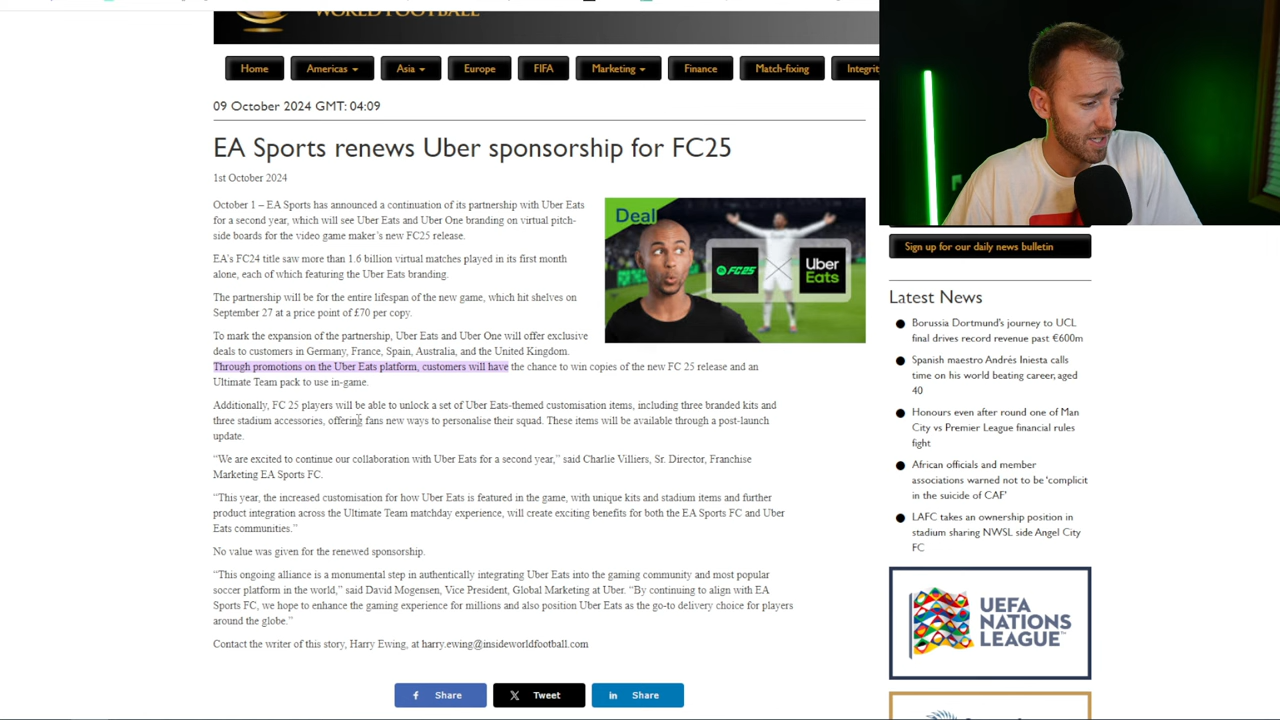 WORLD FOOTBALL
Home
Americas
Asia
Europe
FIFA
Marketing
Finance
Match-fixing
09 October 2024 GMT: 04:09
EA Sports renews Uber sponsorship for FC25
1st October 2024
October 1 – EA Sports has announced a continuation of its partnership with Uber Eats
for a second year, which will see Uber Eats and Uber One branding on virtual pitch-
side boards for the video game maker's new FC25 release.
EA's FC24 title saw more than 1.6 billion virtual matches played in its first month
alone, each of which featuring the Uber Eats branding.
The partnership will be for the entire lifespan of the new game, which hit shelves on
September 27 at a price point of £70 per copy.
To mark the expansion of the partnership, Uber Eats and Uber One will offer exclusive
deals to customers in Germany, France, Spain, Australia, and the United Kingdom.
Through promotions on the Uber Eats platform, customers will have the chance to win copies of the new FC 25 release and an
Ultimate Team pack to use in-game.
Additionally, FC 25 players will be able to unlock a set of Uber Eats-themed customisation items, including three branded kits and
three stadium accessories, offering fans new ways to personalise their squad. These items will be available through a post-launch
update.
“We are excited to continue our collaboration with Uber Eats for a second year,” said Charlie Villiers, Sr. Director, Franchise
Marketing EA Sports FC.
“This year, the increased customisation for how Uber Eats is featured in the game, with unique kits and stadium items and further
product integration across the Ultimate Team matchday experience, will create exciting benefits for both the EA Sports FC and Uber
Eats communities.”
No value was given for the renewed sponsorship.
“This ongoing alliance is a monumental step in authentically integrating Uber Eats into the gaming community and most popular
soccer platform in the world,” said David Mogensen, Vice President, Global Marketing at Uber. “By continuing to align with EA
Sports FC, we hope to enhance the gaming experience for millions and also position Uber Eats as the go-to delivery choice for players
around the globe.”
Contact the writer of this story, Harry Ewing, at harry.ewing@insideworldfootball.com
Share
Tweet
Share
Deal
FC25
Uber
Eats
Sign up for our daily news bulletin
Latest News
Borussia Dortmund's journey to UCL
final drives record revenue past €600m
Spanish maestro Andrés Iniesta calls
time on his world beating career, aged
40
Honours even after round one of Man
City vs Premier League financial rules
fight
African officials and member
associations warned not to be ‘complicit
in the suicide of CAF’
LAFC takes an ownership position in
stadium sharing NWSL side Angel City
FC
UEFA
NATIONS
LEAGUE